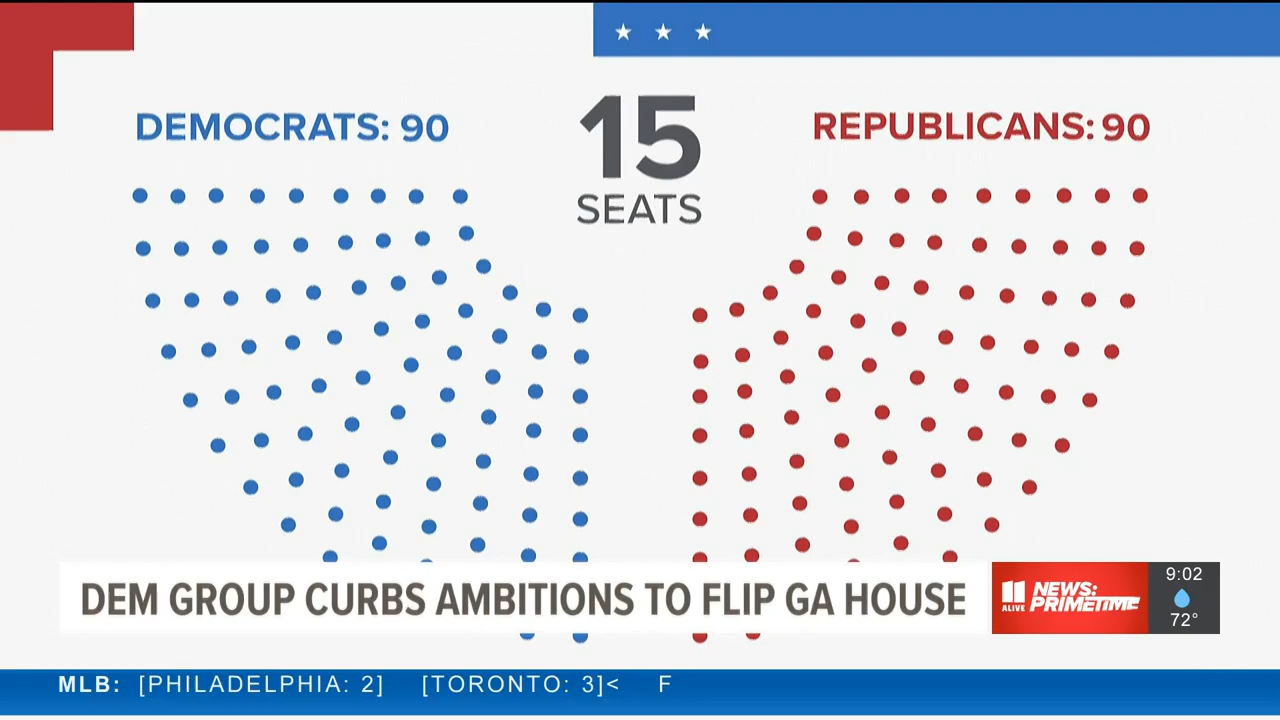 DEMOCRATS: 90
15
SEATS
REPUBLICANS: 90
DEM GROUP CURBS AMBITIONS TO FLIP GA HOUSE
11
ALIVE
NEWS:
PRIMETIME
9:02
72°
MLB: [PHILADELPHIA: 2] [TORONTO: 3]< F